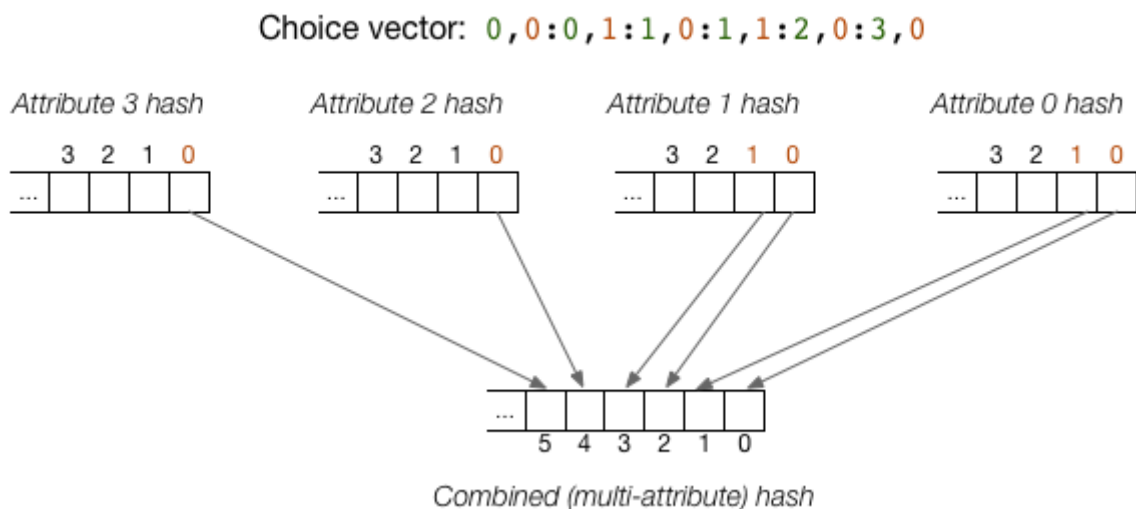 Choice vector: 0,0:0,1:1,0:1,1:2,0:3,0
Attribute 3 hash Attribute 2 hash Attribute 1 hash Attribute 0 hash
3 2 1 0 3 2 1 0 3 2 1 0 3 2 1 0
... ... ... ...
...
5 4 3 2 1 0
Combined (multi-attribute) hash